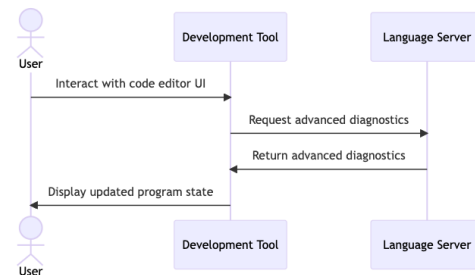 User
Development Tool
Language Server
Interact with code editor UI
Request advanced diagnostics
Return advanced diagnostics
Display updated program state
User
Development Tool
Language Server